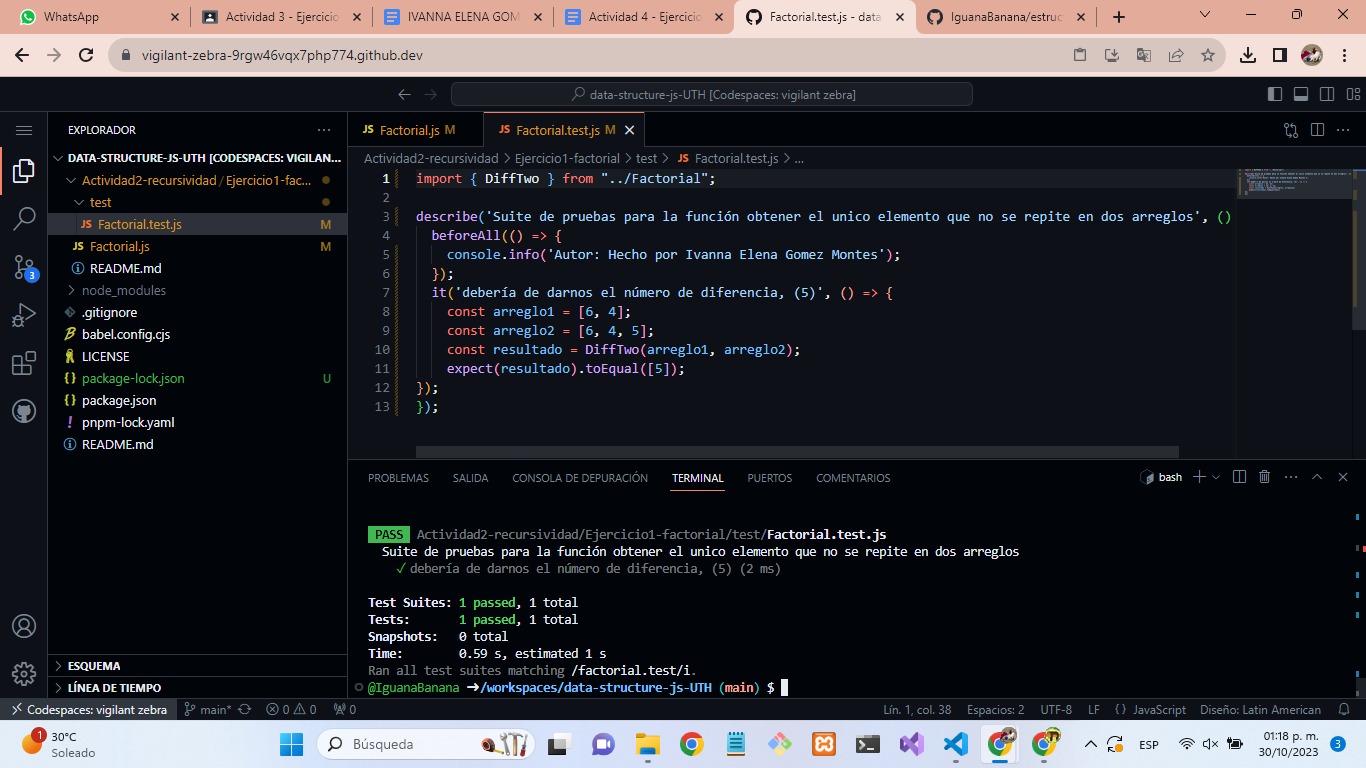 WhatsApp
Actividad 3 - Ejercicio
IVANNA ELENA GOM
Actividad 4 - Ejercicio
Factorial.test.js - data
IguanaBanana/estruc
vigilant-zebra-9rgw46vqx7php774.github.dev
data-structure-js-UTH [Codespaces: vigilant zebra]
EXPLORADOR
DATA-STRUCTURE-JS-UTH [CODESPACES: VIGILAN...
Actividad2-recursividad / Ejercicio1-fac...
test
JS Factorial.test.js M
JS Factorial.js M
README.md
node_modules
.gitignore
babel.config.cjs
LICENSE
{} package-lock.json U
{} package.json
! pnpm-lock.yaml
README.md
ESQUEMA
LÍNEA DE TIEMPO
3
JS Factorial.js M
JS Factorial.test.js M
Actividad2-recursividad > Ejercicio1-factorial > test > JS Factorial.test.js > ...
1 import { DiffTwo } from "../Factorial";
2
3 describe('Suite de pruebas para la función obtener el unico elemento que no se repite en dos arreglos', ()
4 beforeAll(() => {
5 console.info('Autor: Hecho por Ivanna Elena Gomez Montes');
6 });
7 it('debería de darnos el número de diferencia, (5)', () => {
8 const arreglo1 = [6, 4];
9 const arreglo2 = [6, 4, 5];
10 const resultado = DiffTwo(arreglo1, arreglo2);
11 expect(resultado).toEqual([5]);
12 });
13 });
PROBLEMAS SALIDA CONSOLA DE DEPURACIÓN TERMINAL PUERTOS COMENTARIOS
bash
PASS Actividad2-recursividad/Ejercicio1-factorial/test/Factorial.test.js
Suite de pruebas para la función obtener el unico elemento que no se repite en dos arreglos
✓ debería de darnos el número de diferencia, (5) (2 ms)
Test Suites: 1 passed, 1 total
Tests: 1 passed, 1 total
Snapshots: 0 total
Time: 0.59 s, estimated 1 s
Ran all test suites matching /factorial.test/i.
@IguanaBanana ➜/workspaces/data-structure-js-UTH (main) $
Codespaces: vigilant zebra
main*
0 0
0
Lín. 1, col. 38
Espacios: 2
UTF-8
LF
{} JavaScript
Diseño: Latin American
1
30°C
Soleado
Búsqueda
ESP
01:18 p. m.
30/10/2023
3